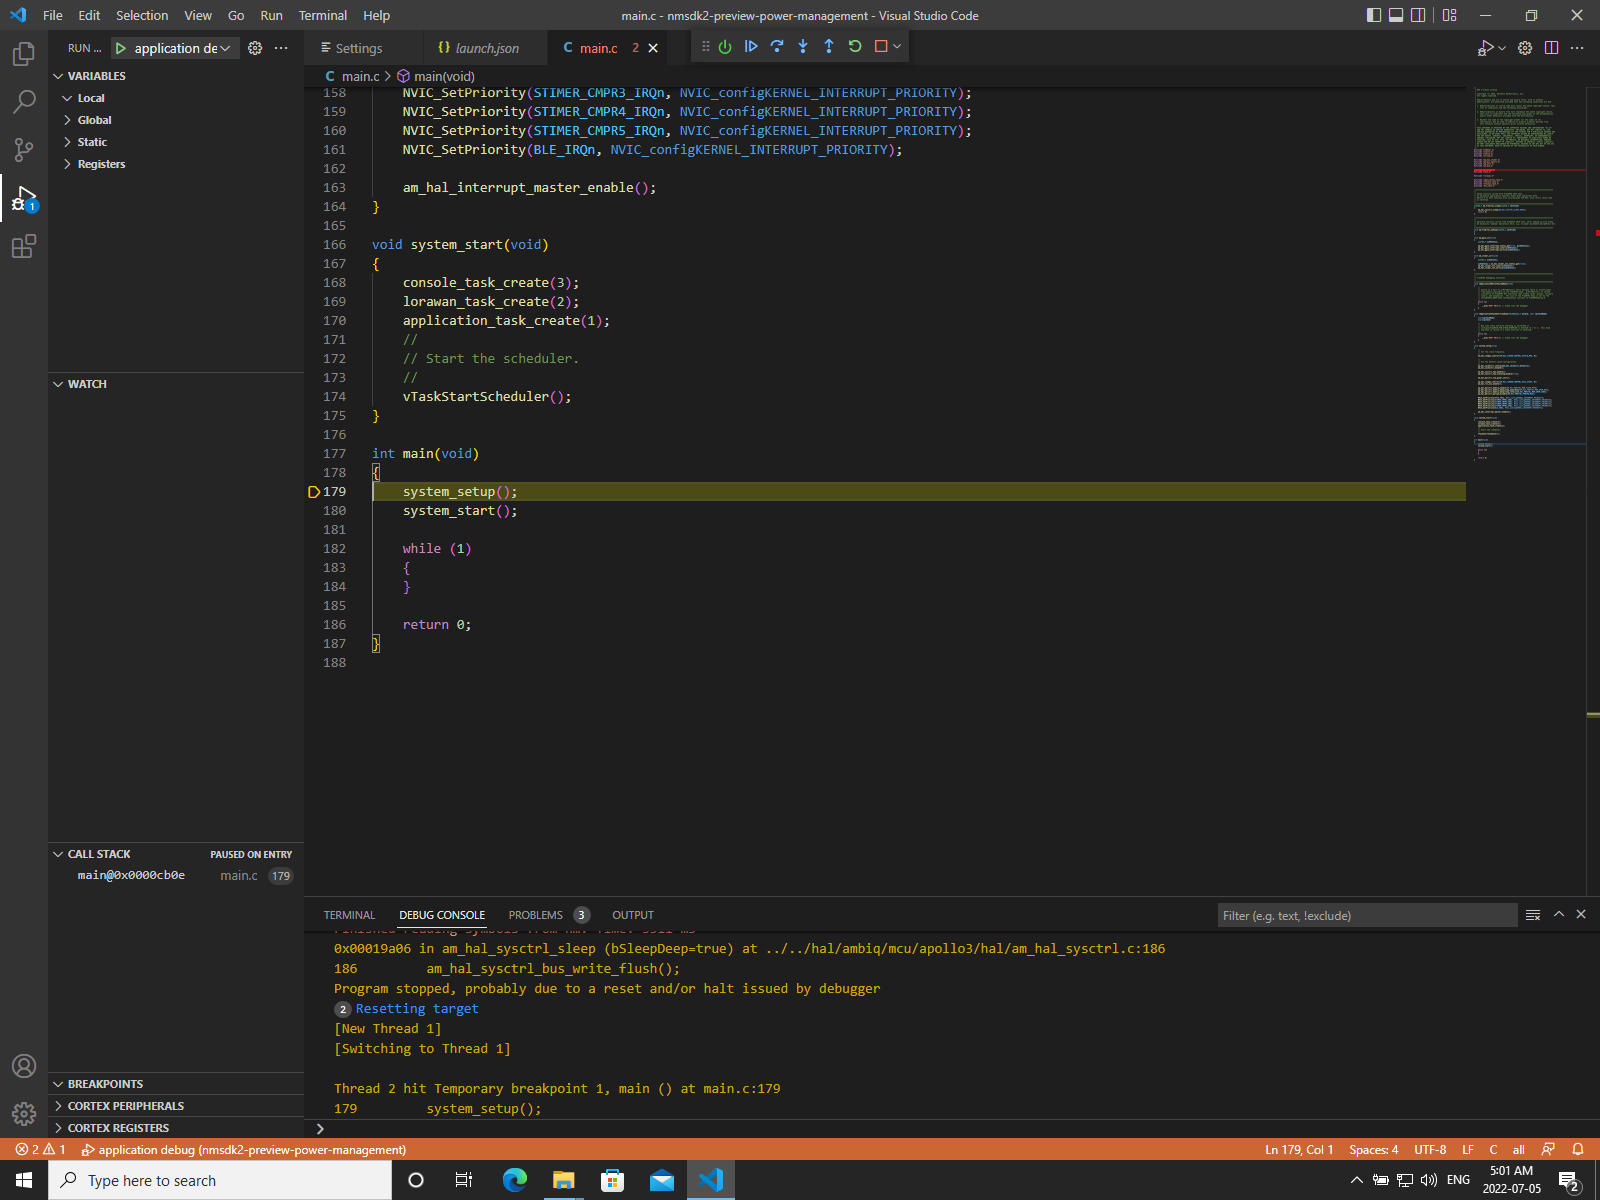 File Edit Selection View Go Run Terminal Help
main.c - nmsdk2-preview-power-management - Visual Studio Code
RUN ... application de
Settings
launch.json
main.c 2
main.c > main(void)
VARIABLES
Local
Global
Static
Registers
WATCH
CALL STACK PAUSED ON ENTRY
main@0x0000cb0e main.c 179
BREAKPOINTS
CORTEX PERIPHERALS
CORTEX REGISTERS
1
158 NVIC_SetPriority(STIMER_CMPR3_IRQn, NVIC_configKERNEL_INTERRUPT_PRIORITY);
159 NVIC_SetPriority(STIMER_CMPR4_IRQn, NVIC_configKERNEL_INTERRUPT_PRIORITY);
160 NVIC_SetPriority(STIMER_CMPR5_IRQn, NVIC_configKERNEL_INTERRUPT_PRIORITY);
161 NVIC_SetPriority(BLE_IRQn, NVIC_configKERNEL_INTERRUPT_PRIORITY);
162
163 am_hal_interrupt_master_enable();
164 }
165
166 void system_start(void)
167 {
168 console_task_create(3);
169 lorawan_task_create(2);
170 application_task_create(1);
171 //
172 // Start the scheduler.
173 //
174 vTaskStartScheduler();
175 }
176
177 int main(void)
178 {
179 system_setup();
180 system_start();
181
182 while (1)
183 {
184 }
185
186 return 0;
187 }
188
TERMINAL DEBUG CONSOLE PROBLEMS 3 OUTPUT
Filter (e.g. text, !exclude)
0x00019a06 in am_hal_sysctrl_sleep (bSleepDeep=true) at ../../hal/ambiq/mcu/apollo3/hal/am_hal_sysctrl.c:186
186 am_hal_sysctrl_bus_write_flush();
Program stopped, probably due to a reset and/or halt issued by debugger
2 Resetting target
[New Thread 1]
[Switching to Thread 1]
Thread 2 hit Temporary breakpoint 1, main () at main.c:179
179 system_setup();
2 1 application debug (nmsdk2-preview-power-management)
Ln 179, Col 1 Spaces: 4 UTF-8 LF C all
Type here to search
ENG
5:01 AM
2022-07-05
2